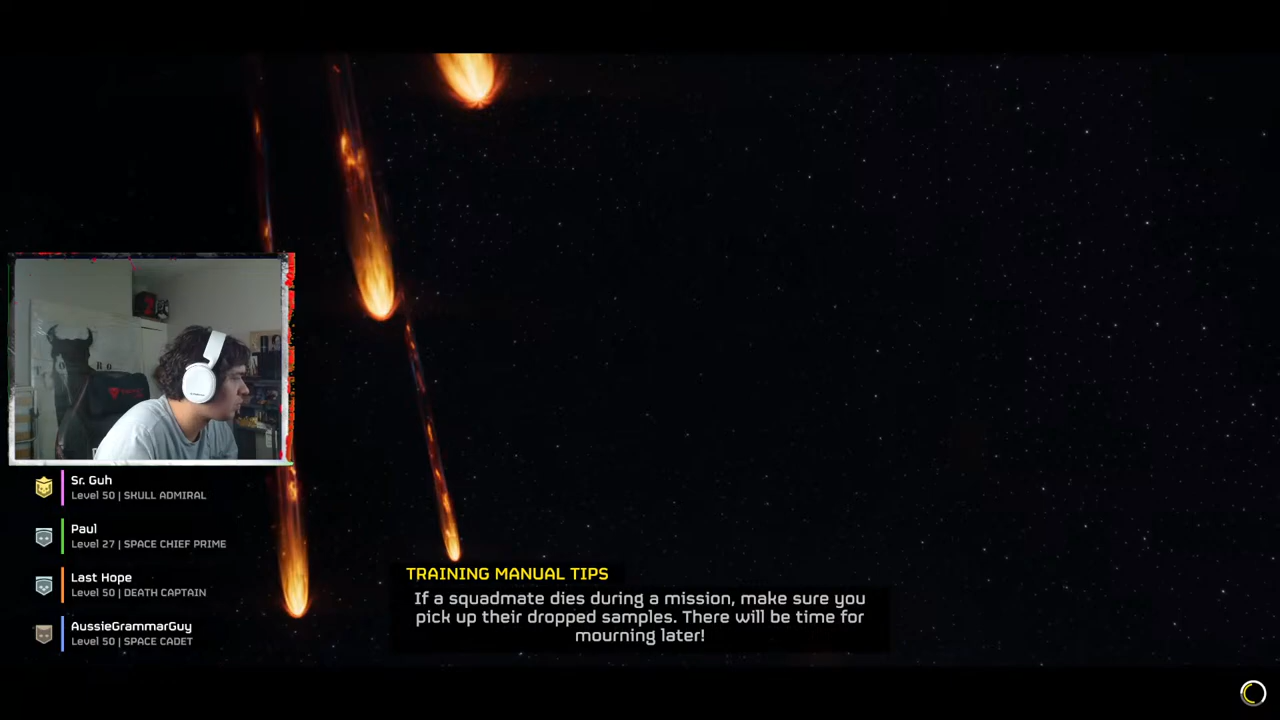 Sr. Guh
Level 50 | SKULL ADMIRAL
Paul
Level 27 | SPACE CHIEF PRIME
Last Hope
Level 50 | DEATH CAPTAIN
AussieGrammarGuy
Level 50 | SPACE CADET
TRAINING MANUAL TIPS
If a squadmate dies during a mission, make sure you
pick up their dropped samples. There will be time for
mourning later!